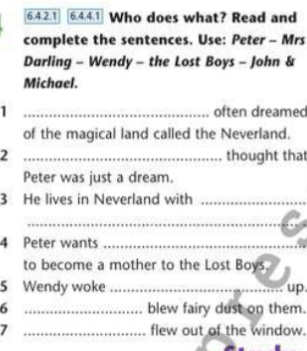 6.4.2.1 6.4.4.1 Who does what? Read and
complete the sentences. Use: Peter – Mrs
Darling – Wendy – the Lost Boys – John &
Michael.
1 ........................................ often dreamed
of the magical land called the Neverland.
2 ........................................... thought that
Peter was just a dream.
3 He lives in Neverland with .......................
............................................................
4 Peter wants ............................................
to become a mother to the Lost Boys.
5 Wendy woke ...................................... up.
6 .......................... blew fairy dust on them.
7 ........................... flew out of the window.